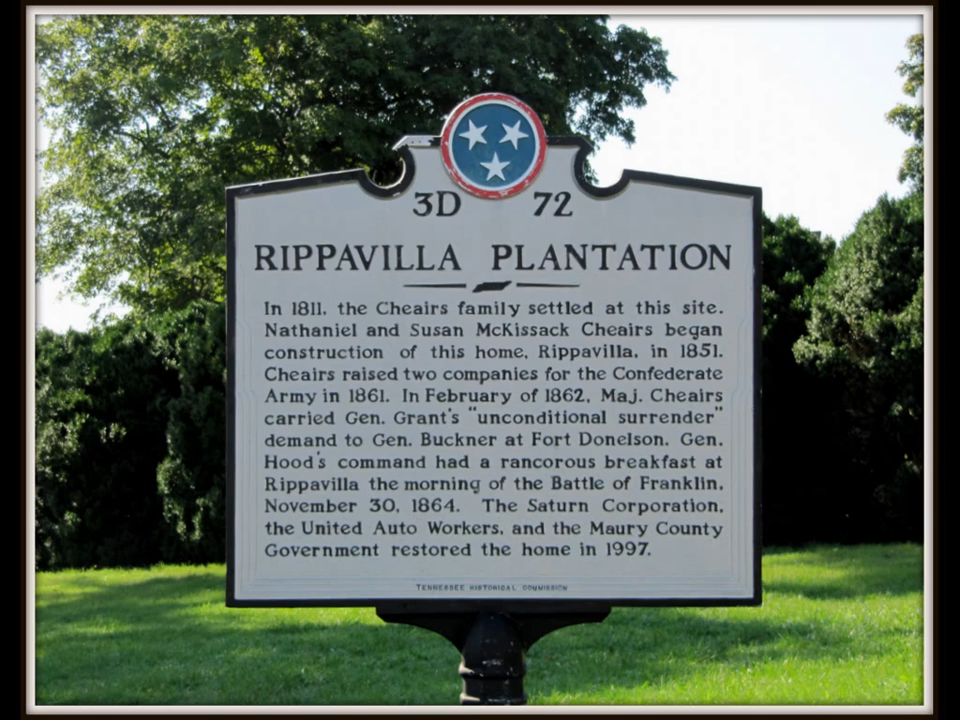 3D 72
RIPPAVILLA PLANTATION
In 1811, the Cheairs family settled at this site.
Nathaniel and Susan McKissack Cheairs began
construction of this home, Rippavilla, in 1851.
Cheairs raised two companies for the Confederate
Army in 1861. In February of 1862, Maj. Cheairs
carried Gen. Grant's "unconditional surrender"
demand to Gen. Buckner at Fort Donelson. Gen.
Hood's command had a rancorous breakfast at
Rippavilla the morning of the Battle of Franklin,
November 30, 1864. The Saturn Corporation,
the United Auto Workers, and the Maury County
Government restored the home in 1997.
TENNESSEE HISTORICAL COMMISSION